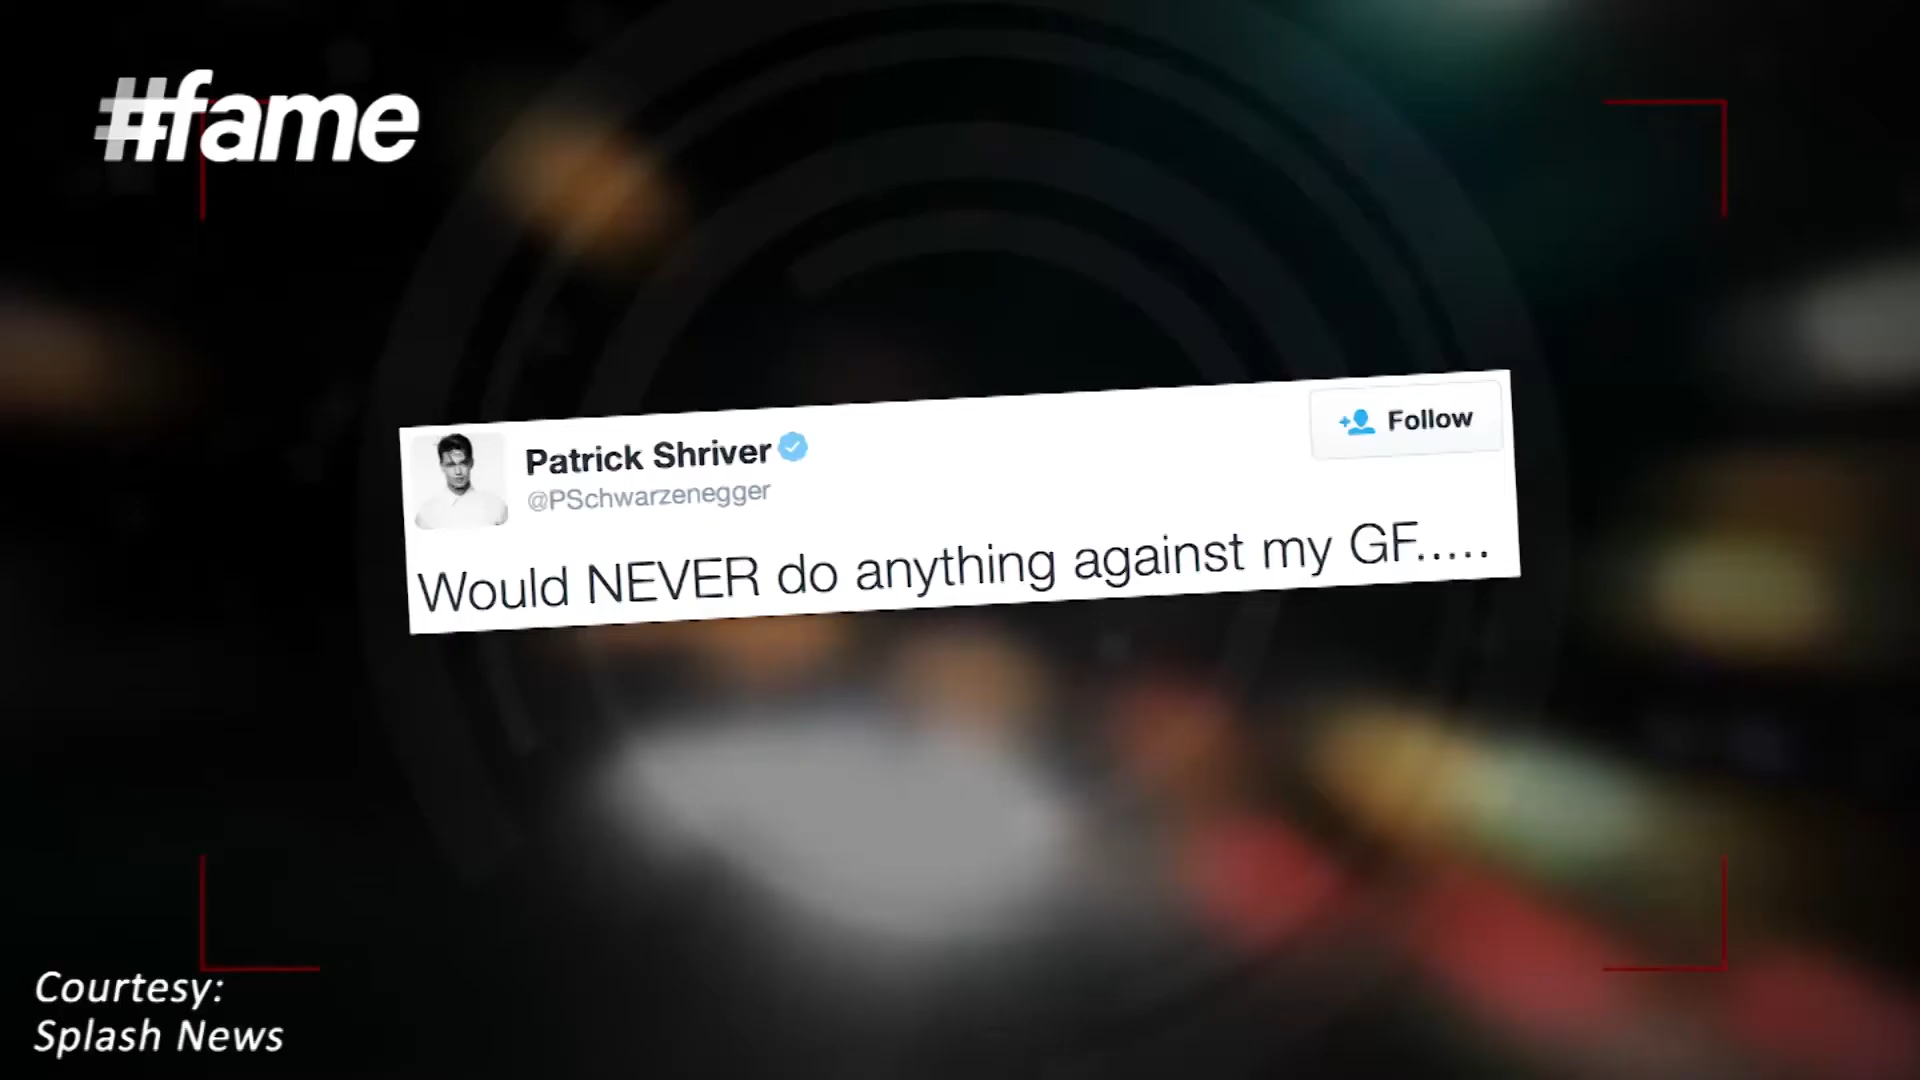 #fame
Patrick Shriver
@PSchwarzenegger
Follow
Would NEVER do anything against my GF.....
Courtesy:
Splash News